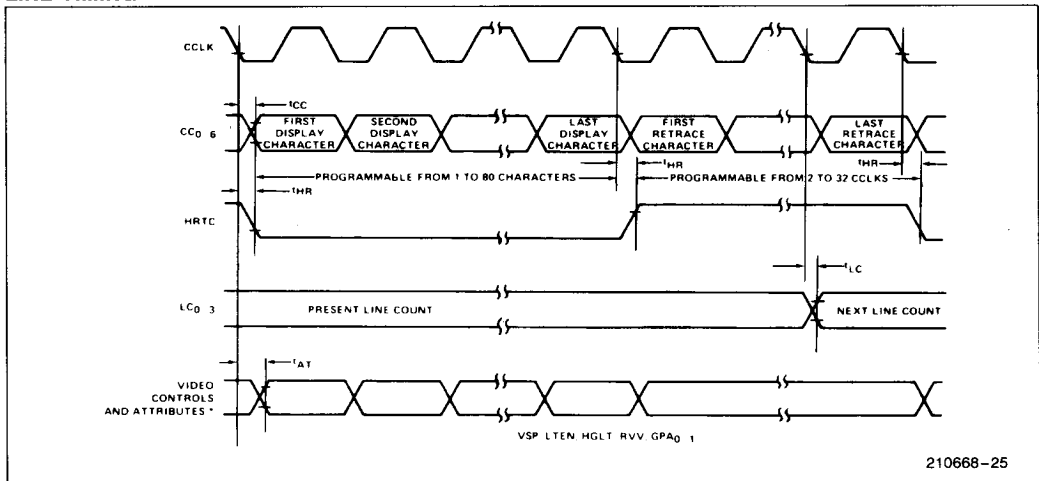 CCLK
tCC
CC0 6
FIRST DISPLAY CHARACTER
SECOND DISPLAY CHARACTER
LAST DISPLAY CHARACTER
FIRST RETRACE CHARACTER
LAST RETRACE CHARACTER
tHR
tHR
PROGRAMMABLE FROM 1 TO 80 CHARACTERS
PROGRAMMABLE FROM 2 TO 32 CCLKS
tHR
HRTC
tLC
LC0 3
PRESENT LINE COUNT
NEXT LINE COUNT
tAT
VIDEO
CONTROLS
AND ATTRIBUTES *
VSP LTEN, HGLT RVV, GPA0 1
210668-25